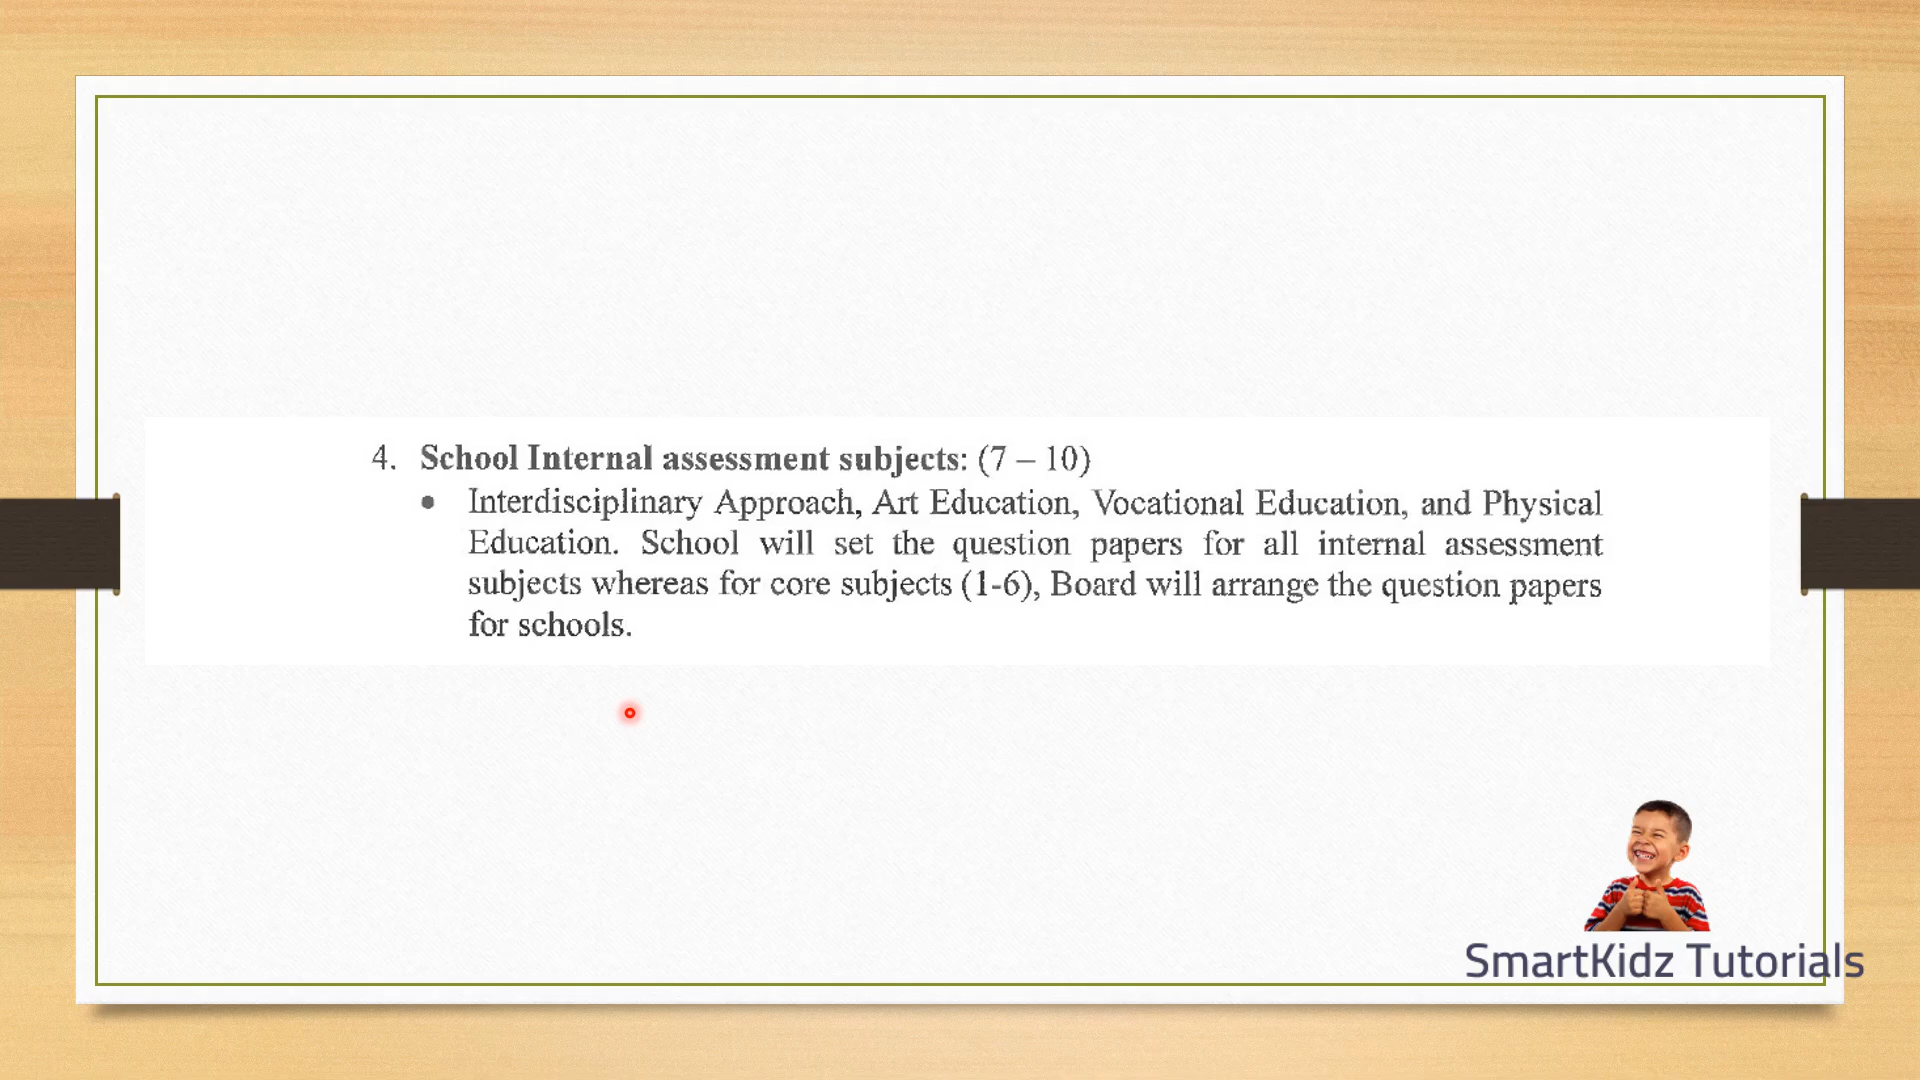 4. School Internal assessment subjects: (7 – 10)
● Interdisciplinary Approach, Art Education, Vocational Education, and Physical
Education. School will set the question papers for all internal assessment
subjects whereas for core subjects (1-6), Board will arrange the question papers
for schools.
SmartKidz Tutorials